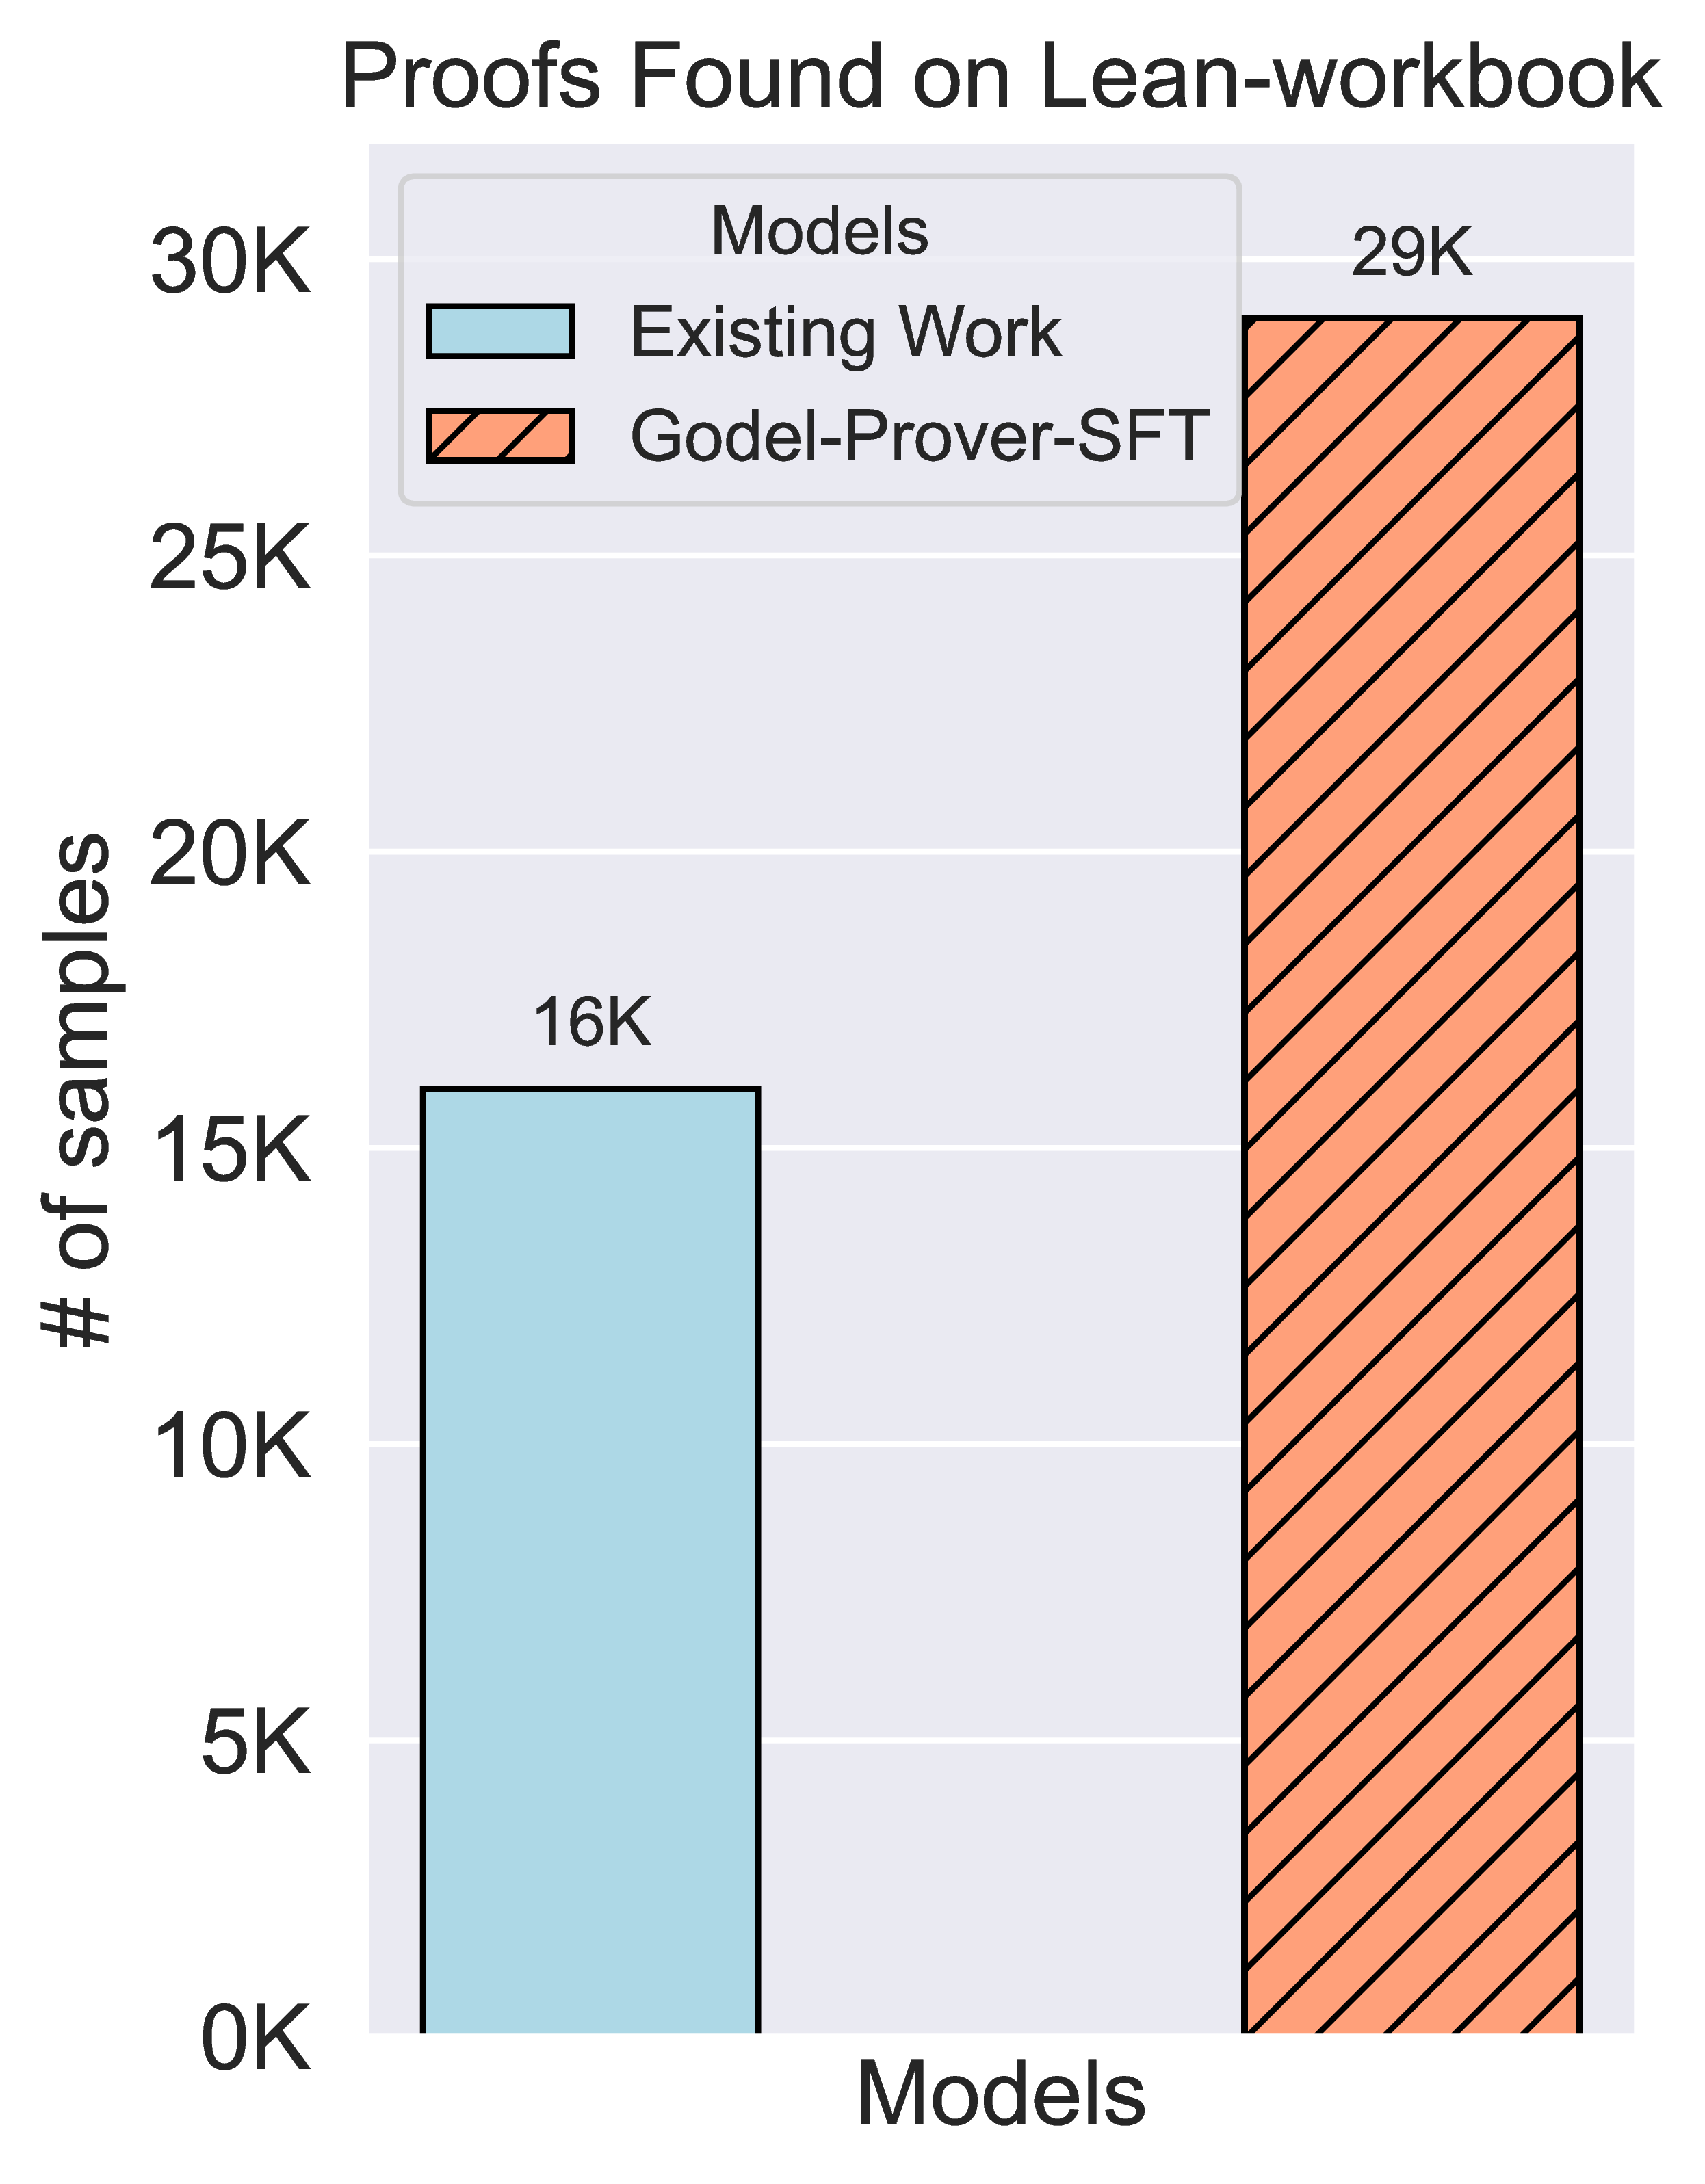 Proofs Found on Lean-workbook
Models
Existing Work
Godel-Prover-SFT
29K
16K
30K
25K
20K
15K
10K
5K
0K
# of samples
Models